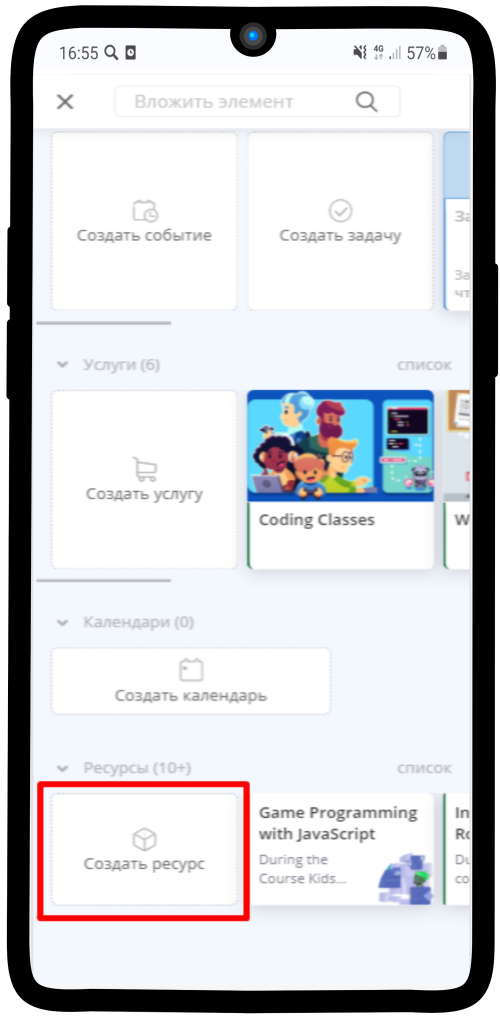 16:55
4G
57%
Вложить элемент
Создать событие
Создать задачу
За
За
чт
Услуги (6)
список
Создать услугу
Coding Classes
W
Календари (0)
Создать календарь
Ресурсы (10+)
список
Создать ресурс
Game Programming
with JavaScript
During the
Course Kids...
In
Ro
Du
co